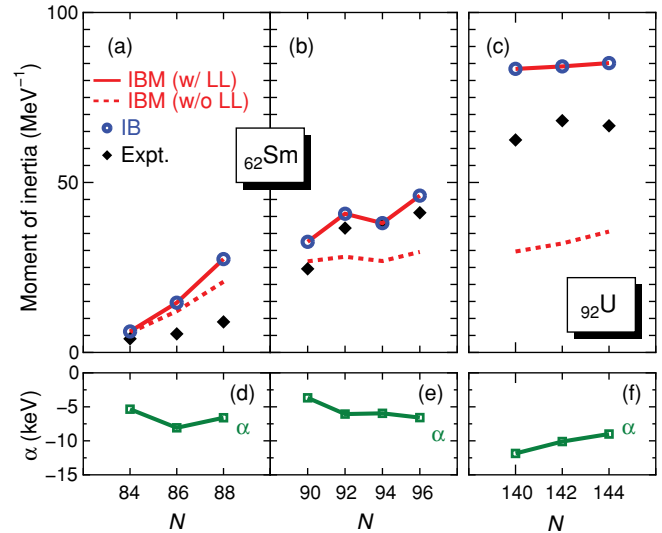 100
(a)
(b)
(c)
IBM (w/ LL)
IBM (w/o LL)
IB
Expt.
62Sm
50
92U
0
Moment of inertia (MeV−1)
0
(d)
(e)
(f)
−5
α
α
α
−10
−15
α (keV)
84 86 88
90 92 94 96
140 142 144
N
N
N